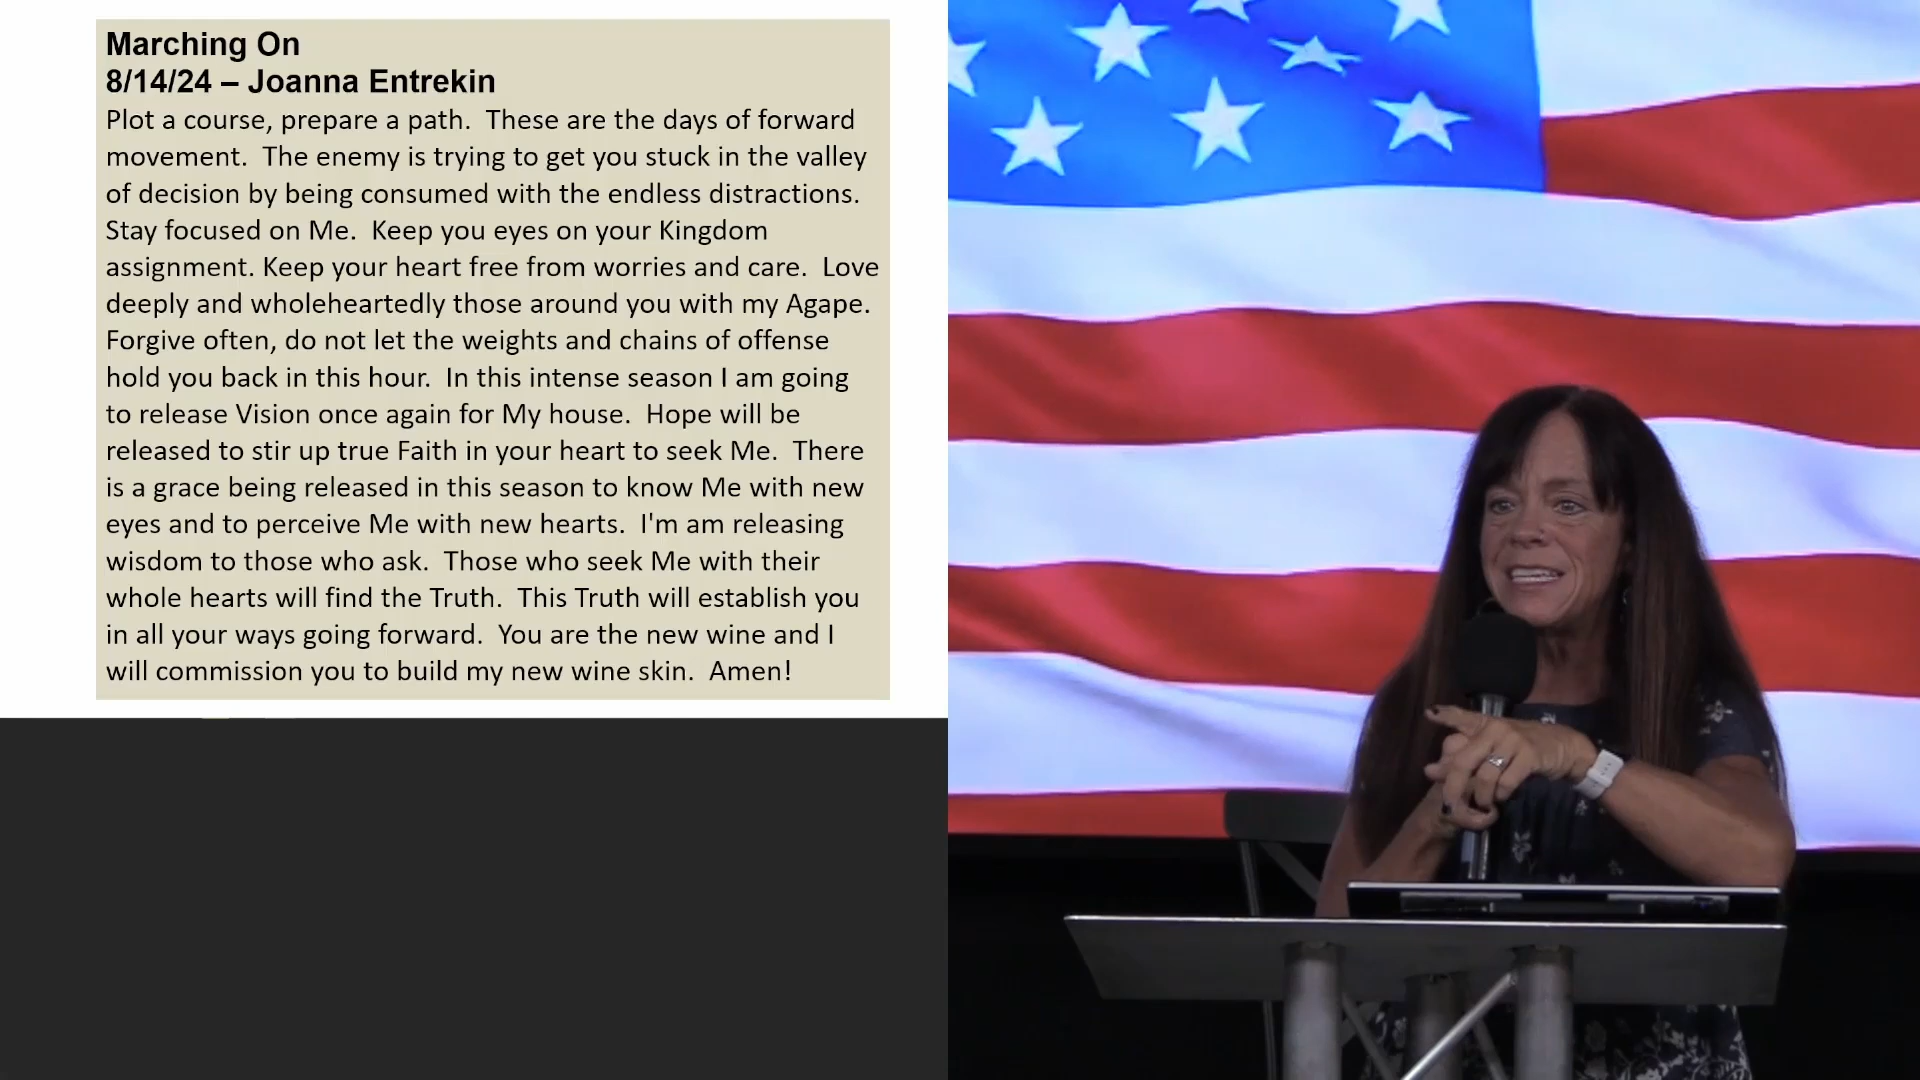 Marching On
8/14/24 – Joanna Entrekin
Plot a course, prepare a path.  These are the days of forward
movement.  The enemy is trying to get you stuck in the valley
of decision by being consumed with the endless distractions.
Stay focused on Me.  Keep you eyes on your Kingdom
assignment. Keep your heart free from worries and care.  Love
deeply and wholeheartedly those around you with my Agape.
Forgive often, do not let the weights and chains of offense
hold you back in this hour.  In this intense season I am going
to release Vision once again for My house.  Hope will be
released to stir up true Faith in your heart to seek Me.  There
is a grace being released in this season to know Me with new
eyes and to perceive Me with new hearts.  I'm am releasing
wisdom to those who ask.  Those who seek Me with their
whole hearts will find the Truth.  This Truth will establish you
in all your ways going forward.  You are the new wine and I
will commission you to build my new wine skin.  Amen!